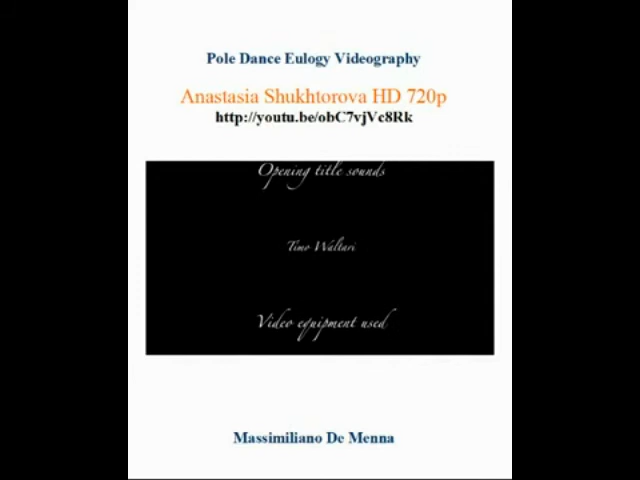 Pole Dance Eulogy Videography
Anastasia Shukhtorova HD 720p
http://youtu.be/obC7vjVc8Rk
Opening title sounds
Timo Waltari
Video equipment used
Massimiliano De Menna